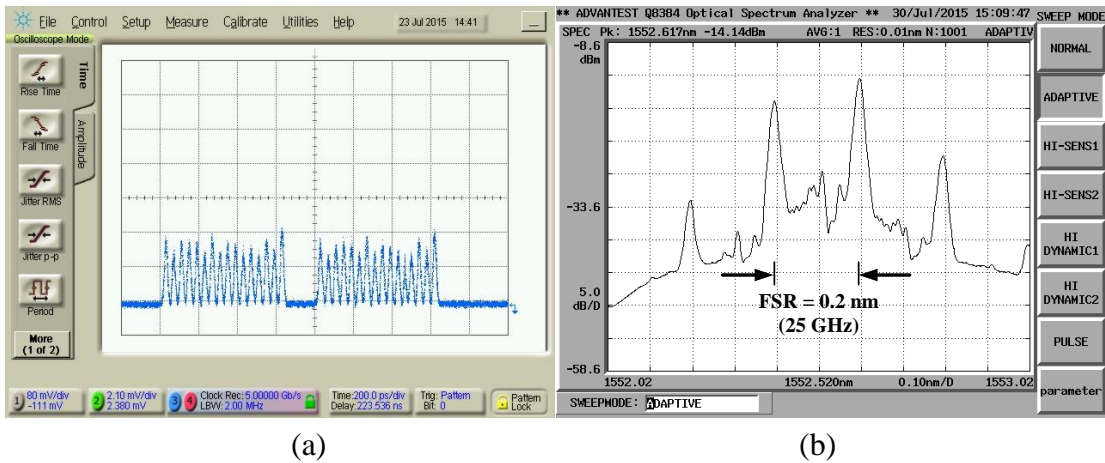 File Control Setup Measure Calibrate Utilities Help 23 Jul 2015 14:41
Oscilloscope Mode
Time
Amplitude
Rise Time
Fall Time
Jitter RMS
Jitter p-p
Period
More
(1 of 2)
1) 80 mV/div
-111 mV
2) 2.10 mV/div
2.380 mV
3) 4) Clock Rec: 5.00000 Gb/s
LBW: 2.00 MHz
Time:200.0 ps/div
Delay:223.536 ns
Trig: Pattern
Bit: 0
Pattern
Lock
(a)
** ADVANTEST Q8384 Optical Spectrum Analyzer ** 30/Jul/2015 15:09:47
SPEC Pk: 1552.617nm -14.14dBm AVG:1 RES:0.01nm N:1001 ADAPTIV
-8.6
dBm
-33.6
5.0
dB/D
-58.6
FSR = 0.2 nm
(25 GHz)
1552.02 1552.520nm 0.10nm/D 1553.02
SWEEPMODE: ADAPTIVE
SWEEP MODE
NORMAL
ADAPTIVE
HI-SENS1
HI-SENS2
HI
DYNAMIC1
HI
DYNAMIC2
PULSE
parameter
(b)